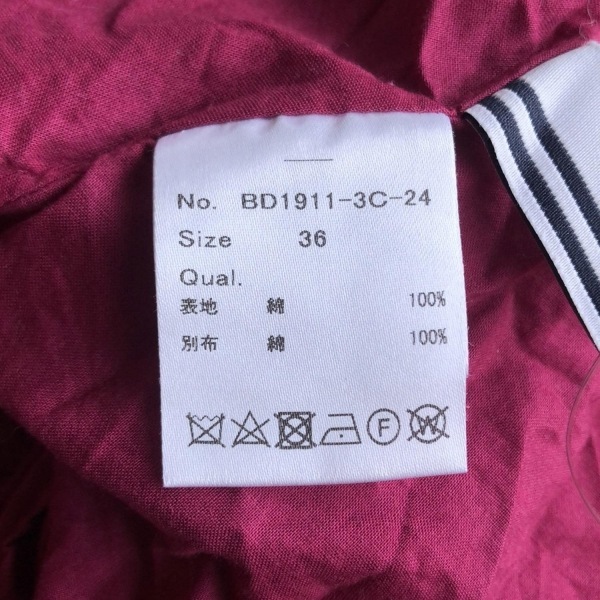 No. BD1911-3C-24
Size 36
Qual.
表地 綿 100%
別布 綿 100%
F W